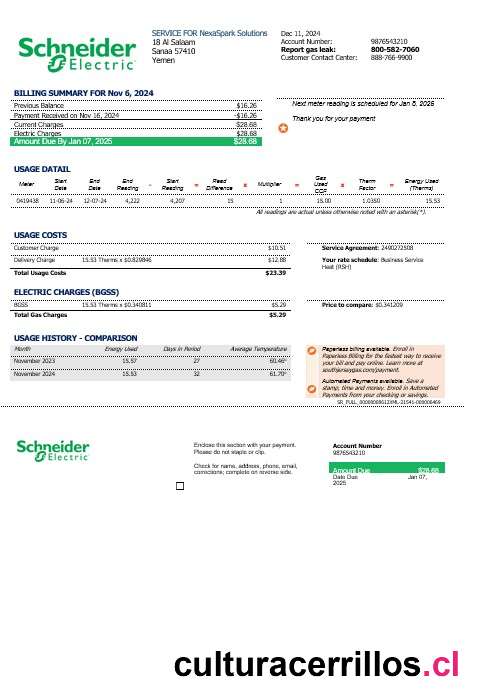 Schneider
Electric
SERVICE FOR NexaSpark Solutions
18 Al Salaam
Sanaa 57410
Yemen
Dec 11, 2024
Account Number: 9876543210
Report gas leak: 800-582-7060
Customer Contact Center: 888-766-9900
BILLING SUMMARY FOR Nov 6, 2024
Previous Balance $16.26
Payment Received on Nov 16, 2024 -$16.26
Current Charges $28.68
Electric Charges $28.68
Amount Due By Jan 07, 2025 $28.68
Next meter reading is scheduled for Jan 8, 2025
Thank you for your payment
USAGE DATAIL
Meter Start Date End Date End Reading - Start Reading = Read Difference x Multiplier = Gas Used CCF x Therm Factor = Energy Used (Therms)
0419438 11-06-24 12-07-24 4,222 4,207 15 1 15.00 1.0350 15.53
All readings are actual unless otherwise noted with an asterisk(*).
USAGE COSTS
Customer Charge $10.51
Delivery Charge 15.53 Therms x $0.829846 $12.88
Total Usage Costs $23.39
Service Agreement: 2490272508
Your rate schedule: Business Service
Heat (RSH)
ELECTRIC CHARGES (BGSS)
BGSS 15.53 Therms x $0.340811 $5.29
Total Gas Charges $5.29
Price to compare: $0.341209
USAGE HISTORY - COMPARISON
Month Energy Used Days in Period Average Temperature
November 2023 15.57 27 60.46°
November 2024 15.53 32 61.70°
Paperless billing available. Enroll in
Paperless Billing for the fastest way to receive
your bill and pay online. Learn more at
southjerseygas.com/payment.
Automated Payments available. Save a
stamp, time and money. Enroll in Automated
Payments from your checking or savings.
Schneider
Electric
Enclose this section with your payment.
Please do not staple or clip.
Check for name, address, phone, email,
corrections; complete on reverse side.
Account Number
9876543210
Amount Due $28.68
Date Due Jan 07,
2025
culturacerrillos.cl